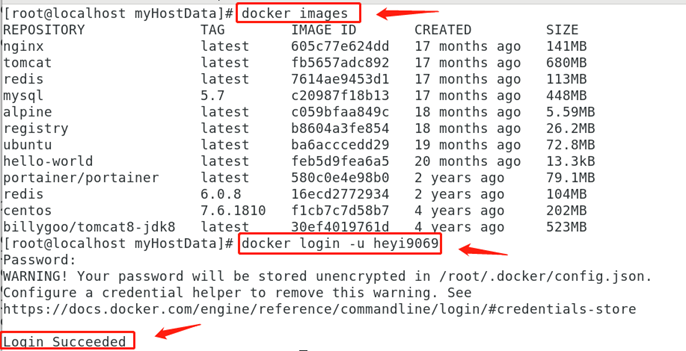 [root@localhost myHostData]# docker images
REPOSITORY TAG IMAGE ID CREATED SIZE
nginx latest 605c77e624dd 17 months ago 141MB
tomcat latest fb5657adc892 17 months ago 680MB
redis latest 7614ae9453d1 17 months ago 113MB
mysql 5.7 c20987f18b13 17 months ago 448MB
alpine latest c059bfaa849c 18 months ago 5.59MB
registry latest b8604a3fe854 18 months ago 26.2MB
ubuntu latest ba6acccedd29 19 months ago 72.8MB
hello-world latest feb5d9fea6a5 20 months ago 13.3kB
portainer/portainer latest 580c0e4e98b0 2 years ago 79.1MB
redis 6.0.8 16ecd2772934 2 years ago 104MB
centos 7.6.1810 f1cb7c7d58b7 4 years ago 202MB
billygoo/tomcat8-jdk8 latest 30ef4019761d 4 years ago 523MB
[root@localhost myHostData]# docker login -u heyi9069
Password:
WARNING! Your password will be stored unencrypted in /root/.docker/config.json.
Configure a credential helper to remove this warning. See
https://docs.docker.com/engine/reference/commandline/login/#credentials-store
Login Succeeded